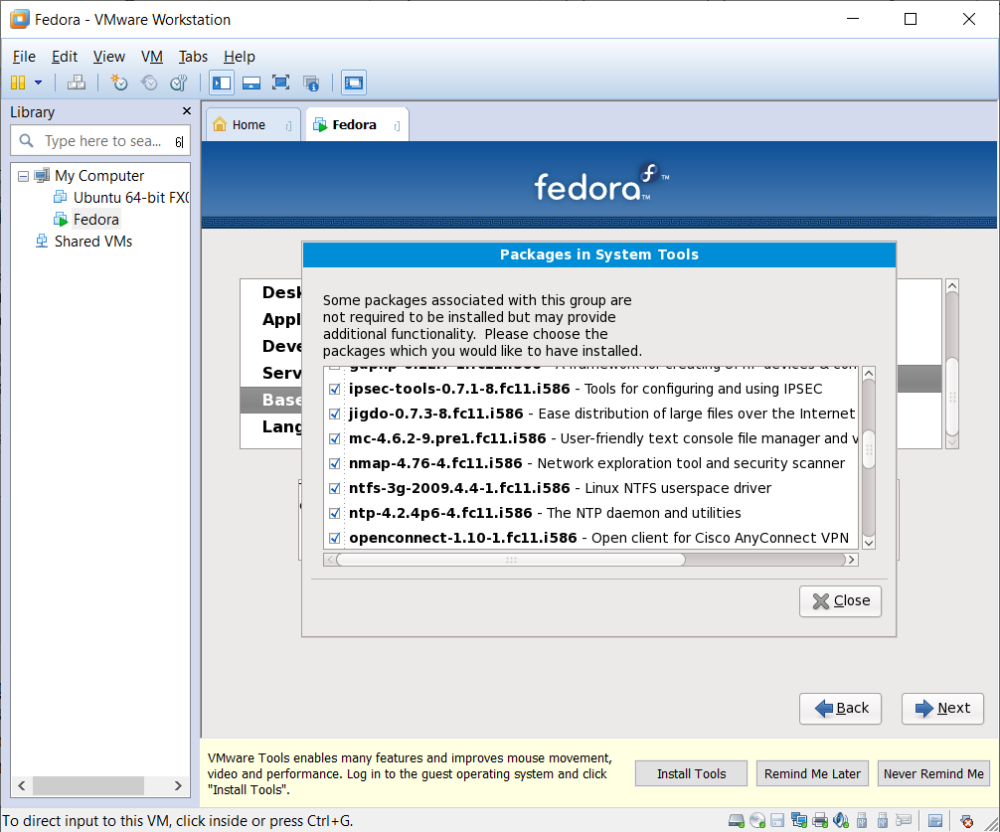 Fedora - VMware Workstation
File Edit View VM Tabs Help
Library
Type here to sea...
My Computer
Ubuntu 64-bit FX
Fedora
Shared VMs
Home
Fedora
fedora™
Packages in System Tools
Desk
Appl
Deve
Serv
Base
Lang
Some packages associated with this group are
not required to be installed but may provide
additional functionality. Please choose the
packages which you would like to have installed.
ipsec-tools-0.7.1-8.fc11.i586 - Tools for configuring and using IPSEC
jigdo-0.7.3-8.fc11.i586 - Ease distribution of large files over the Internet
mc-4.6.2-9.pre1.fc11.i586 - User-friendly text console file manager and v
nmap-4.76-4.fc11.i586 - Network exploration tool and security scanner
ntfs-3g-2009.4.4-1.fc11.i586 - Linux NTFS userspace driver
ntp-4.2.4p6-4.fc11.i586 - The NTP daemon and utilities
openconnect-1.10-1.fc11.i586 - Open client for Cisco AnyConnect VPN
Close
Back Next
VMware Tools enables many features and improves mouse movement,
video and performance. Log in to the guest operating system and click
"Install Tools".
Install Tools Remind Me Later Never Remind Me
To direct input to this VM, click inside or press Ctrl+G.